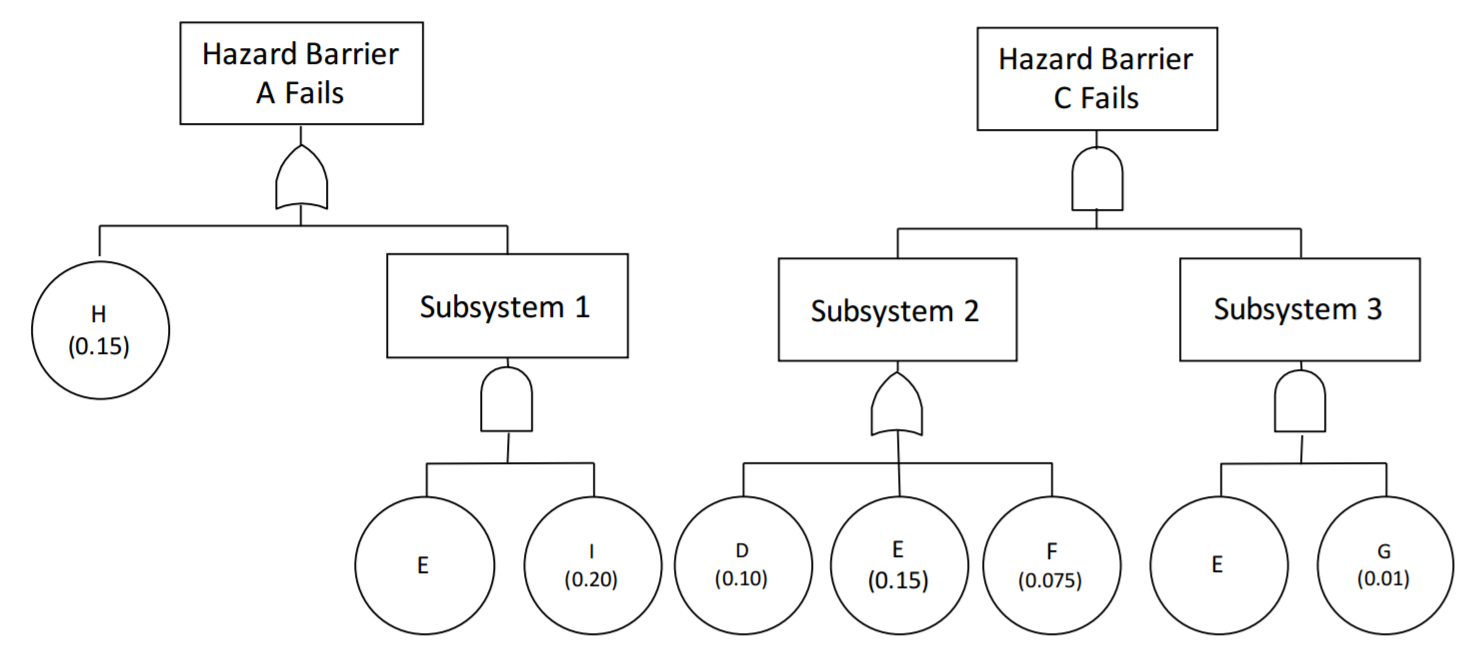 Hazard Barrier
A Fails
Hazard Barrier
C Fails
H
(0.15)
Subsystem 1
Subsystem 2
Subsystem 3
E
I
(0.20)
D
(0.10)
E
(0.15)
F
(0.075)
E
G
(0.01)